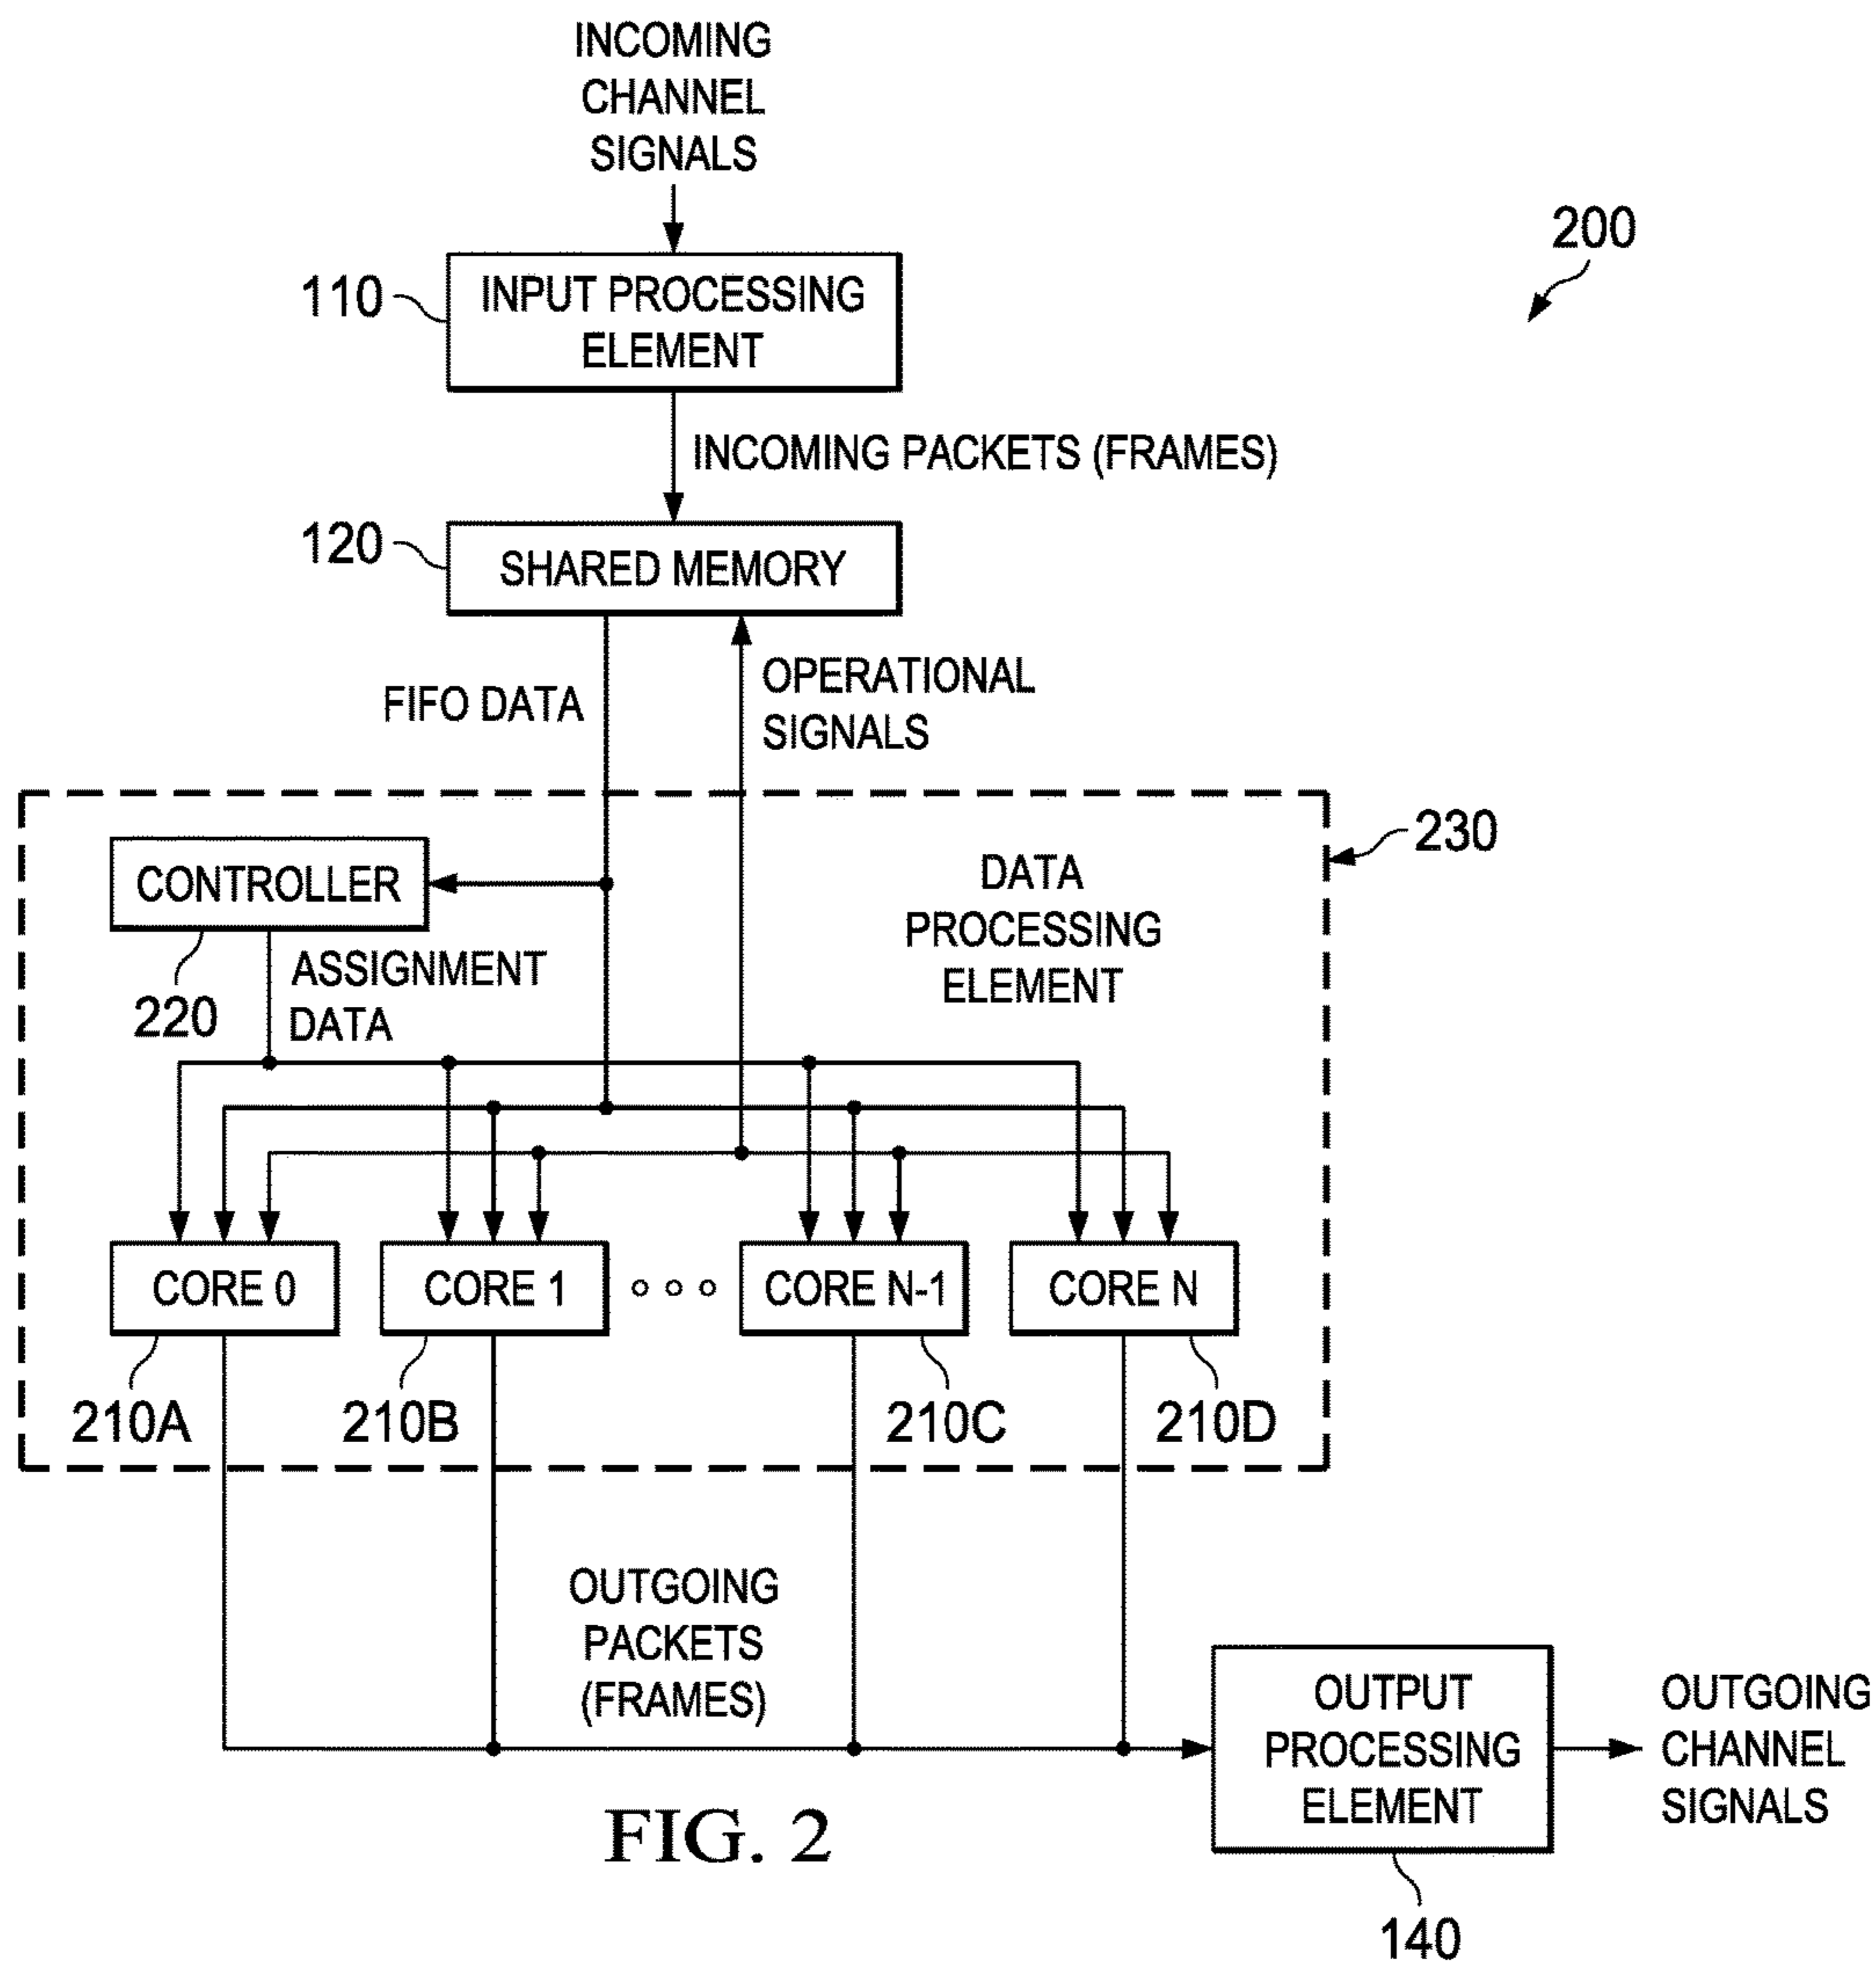 INCOMING
CHANNEL
SIGNALS
200
110
INPUT PROCESSING
ELEMENT
INCOMING PACKETS (FRAMES)
120
SHARED MEMORY
FIFO DATA
OPERATIONAL
SIGNALS
230
CONTROLLER
DATA
PROCESSING
ELEMENT
220
ASSIGNMENT
DATA
CORE 0
CORE 1
CORE N-1
CORE N
210A
210B
210C
210D
OUTGOING
PACKETS
(FRAMES)
OUTPUT
PROCESSING
ELEMENT
OUTGOING
CHANNEL
SIGNALS
140
FIG. 2